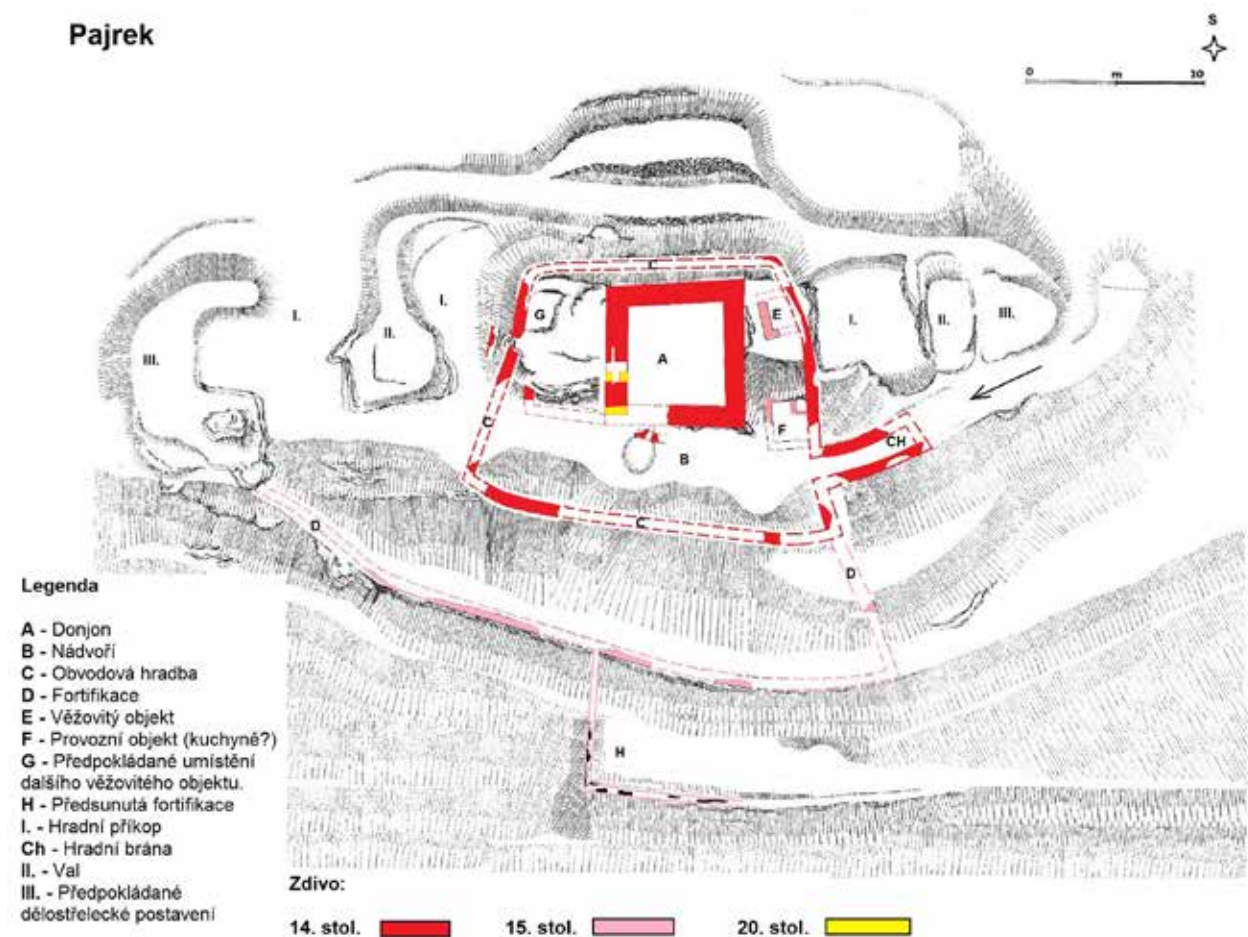 Pajrek
S
0 m 20
C
I.
G
E
I.
II.
III.
I.
II.
III.
A
C
F
CH
B
C
D
D
H
Legenda
A - Donjon
B - Nádvoří
C - Obvodová hradba
D - Fortifikace
E - Věžovitý objekt
F - Provozní objekt (kuchyně?)
G - Předpokládané umístění
dalšího věžovitého objektu.
H - Předsunutá fortifikace
I. - Hradní příkop
Ch - Hradní brána
II. - Val
III. - Předpokládané
dělostřelecké postavení
Zdivo:
14. stol.
15. stol.
20. stol.